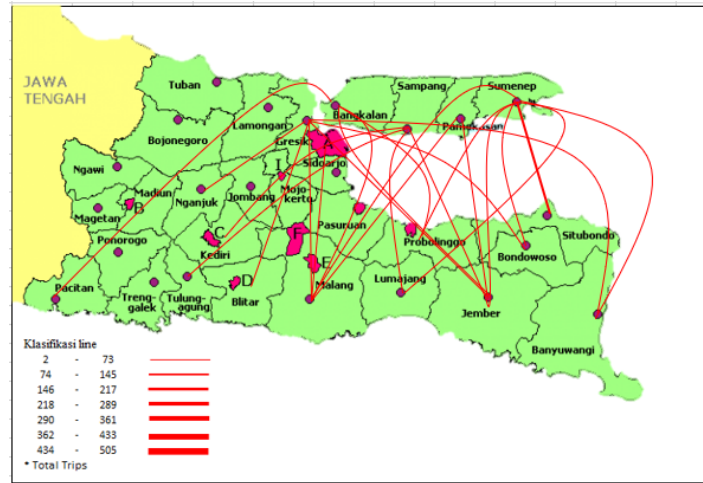 JAWA
TENGAH
Tuban
Bojonegoro
Lamongan
Gresik
Bangkalan
Sampang
Pamekasan
Sumenep
A
Sidoarjo
I
Ngawi
Madiun
B
Magetan
Nganjuk
Jombang
Mojo-
kerto
Ponorogo
C
Kediri
F
Pasuruan
Probolinggo
Situbondo
Bondowoso
Pacitan
Treng-
galek
Tulung-
agung
D
Blitar
E
Malang
Lumajang
Jember
Banyuwangi
Klasifikasi line
2 - 73
74 - 145
146 - 217
218 - 289
290 - 361
362 - 433
434 - 505
* Total Trips